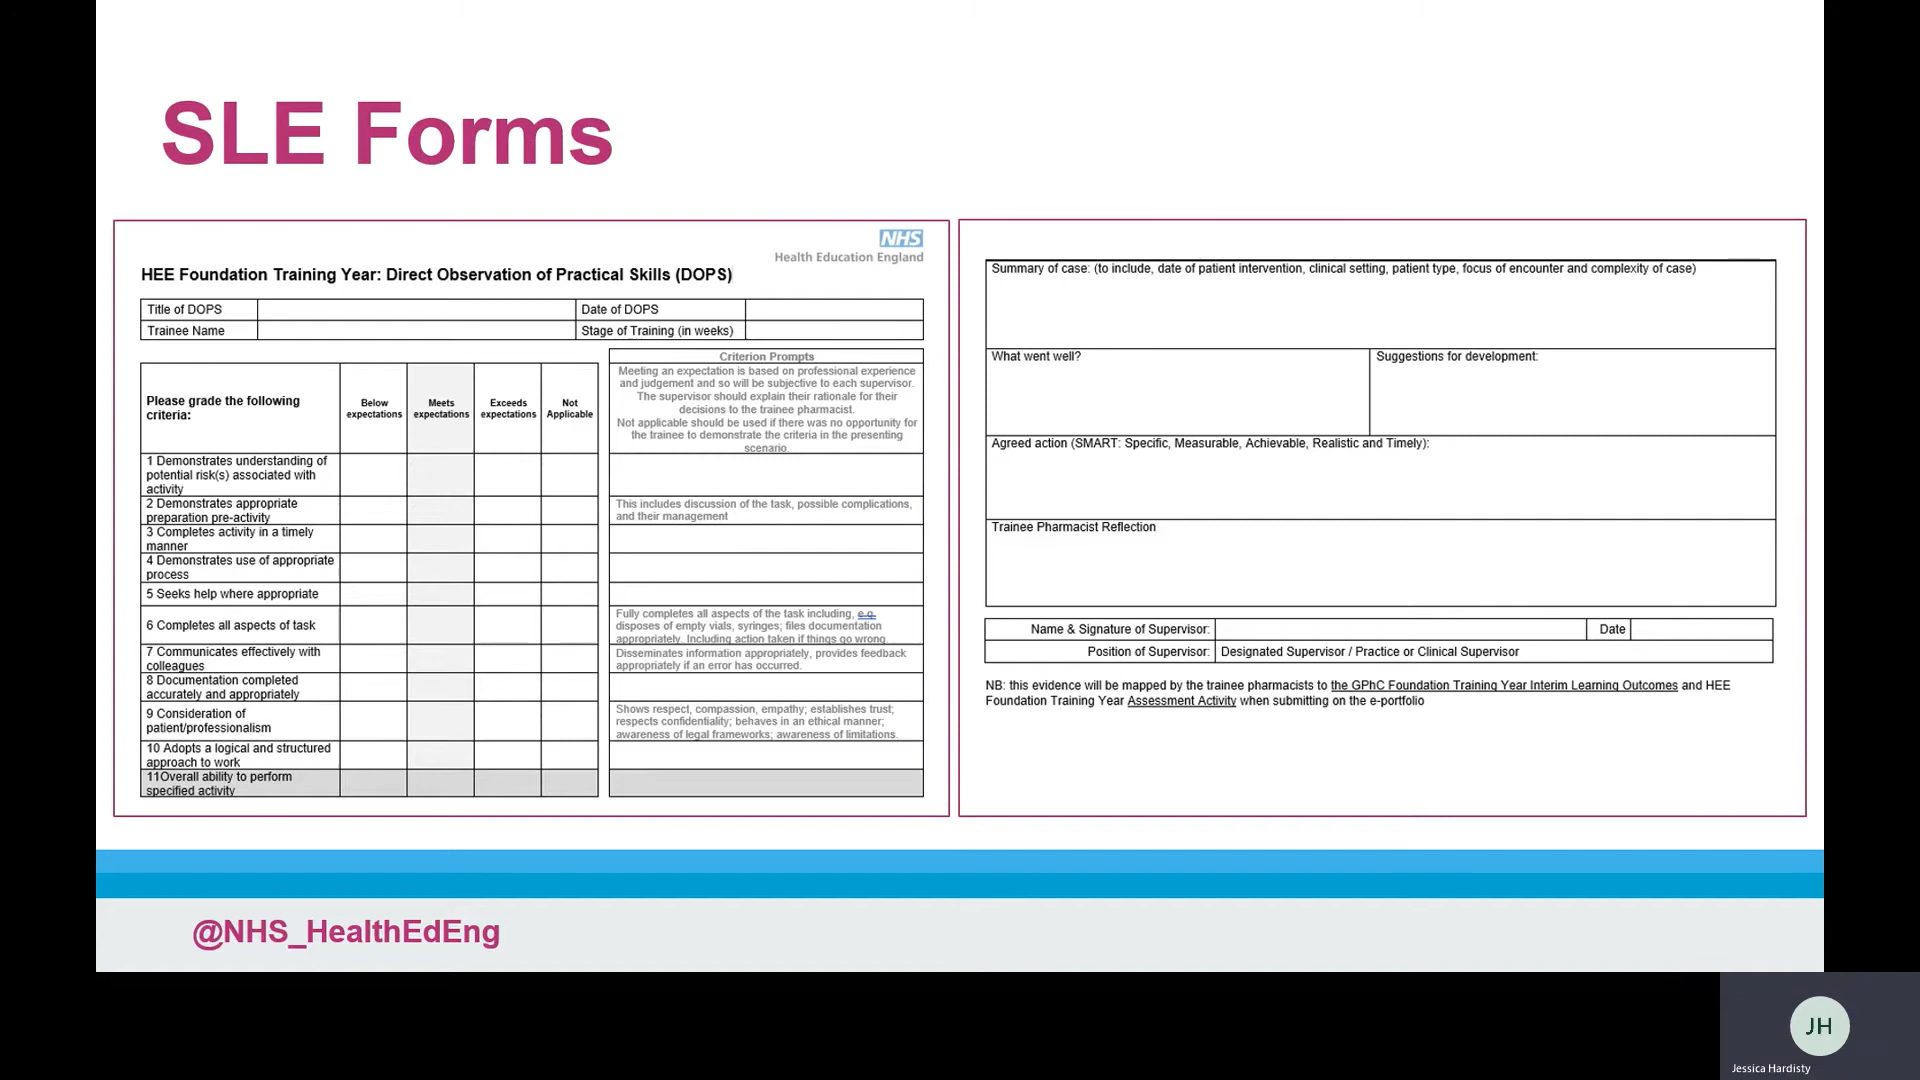 SLE Forms
NHS
Health Education England
HEE Foundation Training Year: Direct Observation of Practical Skills (DOPS)
Title of DOPS
Date of DOPS
Trainee Name
Stage of Training (in weeks)
Please grade the following
criteria:
Below
expectations
Meets
expectations
Exceeds
expectations
Not
Applicable
Criterion Prompts
Meeting an expectation is based on professional experience
and judgement and so will be subjective to each supervisor.
The supervisor should explain their rationale for their
decisions to the trainee pharmacist.
Not applicable should be used if there was no opportunity for
the trainee to demonstrate the criteria in the presenting
scenario.
1 Demonstrates understanding of
potential risk(s) associated with
activity
2 Demonstrates appropriate
preparation pre-activity
This includes discussion of the task, possible complications,
and their management
3 Completes activity in a timely
manner
4 Demonstrates use of appropriate
process
5 Seeks help where appropriate
6 Completes all aspects of task
Fully completes all aspects of the task including, e.g.
disposes of empty vials, syringes; files documentation
appropriately. Including action taken if things go wrong.
7 Communicates effectively with
colleagues
Disseminates information appropriately, provides feedback
appropriately if an error has occurred.
8 Documentation completed
accurately and appropriately
9 Consideration of
patient/professionalism
Shows respect, compassion, empathy; establishes trust;
respects confidentiality; behaves in an ethical manner;
awareness of legal frameworks; awareness of limitations.
10 Adopts a logical and structured
approach to work
11Overall ability to perform
specified activity
Summary of case: (to include, date of patient intervention, clinical setting, patient type, focus of encounter and complexity of case)
What went well?
Suggestions for development:
Agreed action (SMART: Specific, Measurable, Achievable, Realistic and Timely):
Trainee Pharmacist Reflection
Name & Signature of Supervisor:
Date
Position of Supervisor:
Designated Supervisor / Practice or Clinical Supervisor
NB: this evidence will be mapped by the trainee pharmacists to the GPhC Foundation Training Year Interim Learning Outcomes and HEE
Foundation Training Year Assessment Activity when submitting on the e-portfolio
@NHS_HealthEdEng
JH
Jessica Hardisty